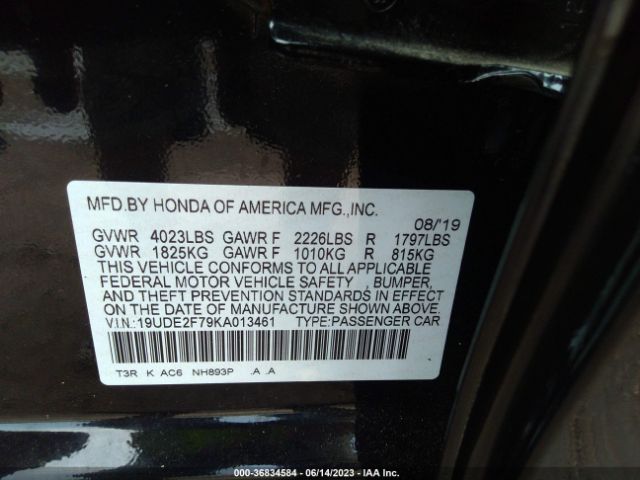 MFD.BY HONDA OF AMERICA MFG.,INC.
08/'19
GVWR 4023LBS GAWR F 2226LBS R 1797LBS
GVWR 1825KG GAWR F 1010KG R 815KG
THIS VEHICLE CONFORMS TO ALL APPLICABLE
FEDERAL MOTOR VEHICLE SAFETY , BUMPER,
AND THEFT PREVENTION STANDARDS IN EFFECT
ON THE DATE OF MANUFACTURE SHOWN ABOVE.
V.I.N.:19UDE2F79KA013461 TYPE:PASSENGER CAR
T3R K AC6 NH893P .A .A
000-36834584 | 06/14/2023 - IAA Inc.